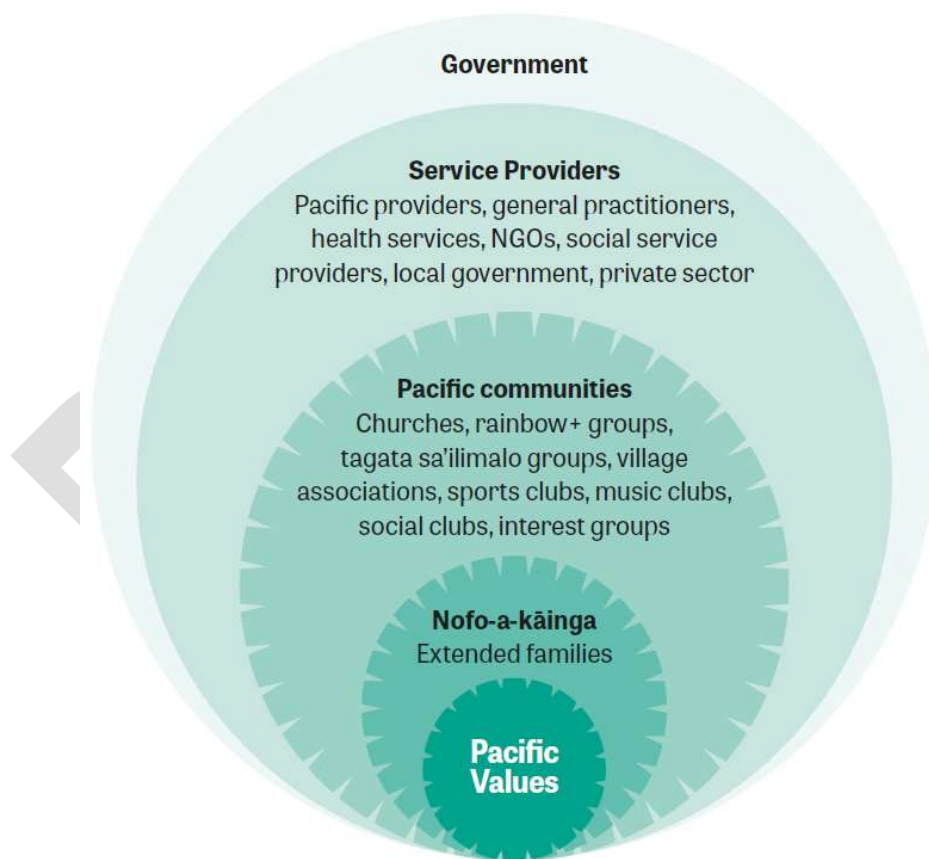 Government
Service Providers
Pacific providers, general practitioners,
health services, NGOs, social service
providers, local government, private sector
Pacific communities
Churches, rainbow+ groups,
tagata sa’ilimalo groups, village
associations, sports clubs, music clubs,
social clubs, interest groups
Nofo-a-kāinga
Extended families
Pacific
Values